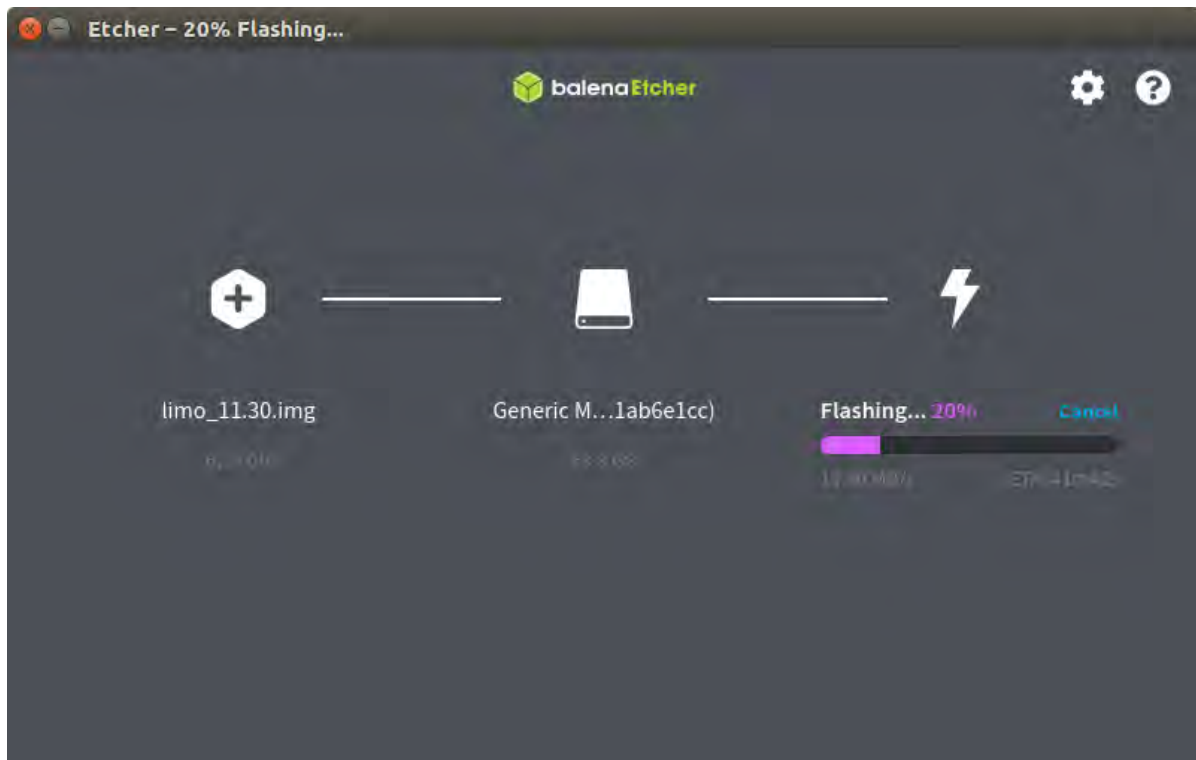 Etcher – 20% Flashing...
balenaEtcher
limo_11.30.img
Generic M...1ab6e1cc)
Flashing... 20% Cancel